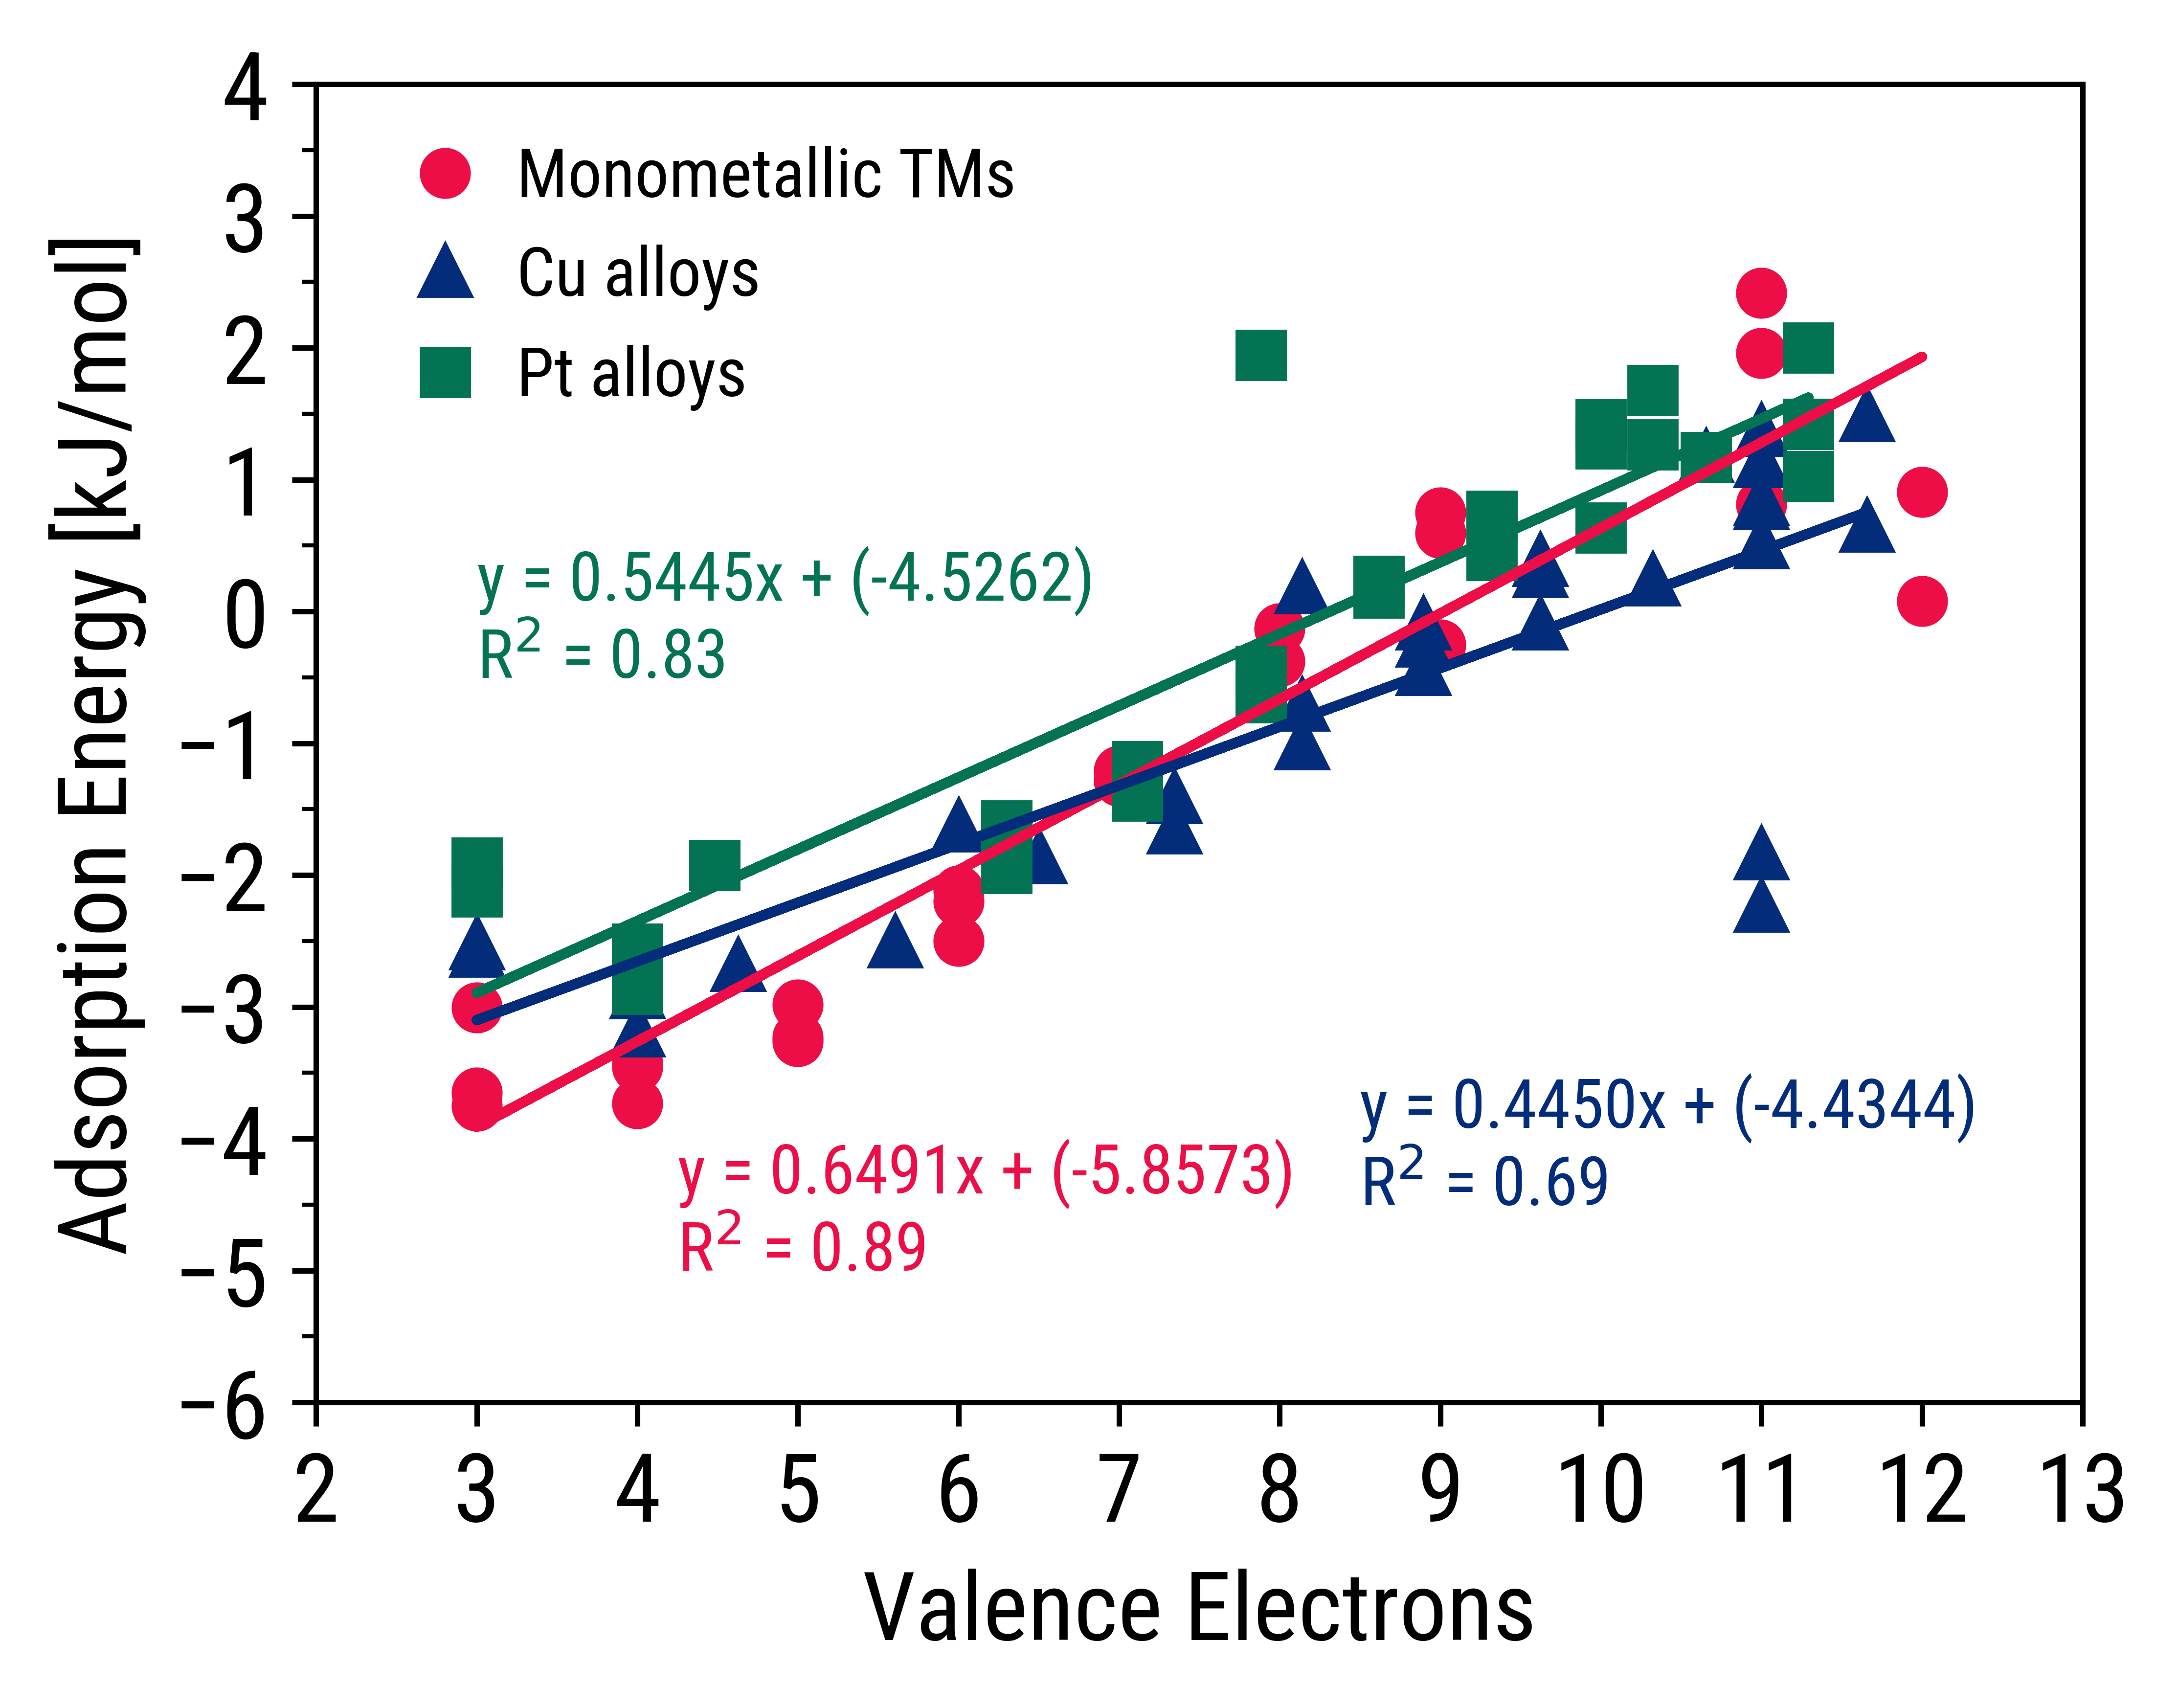 Adsorption Energy [kJ/mol]
4
3
2
1
0
−1
−2
−3
−4
−5
−6
Monometallic TMs
Cu alloys
Pt alloys
y = 0.5445x + (-4.5262)
R² = 0.83
y = 0.4450x + (-4.4344)
R² = 0.69
y = 0.6491x + (-5.8573)
R² = 0.89
2 3 4 5 6 7 8 9 10 11 12 13
Valence Electrons